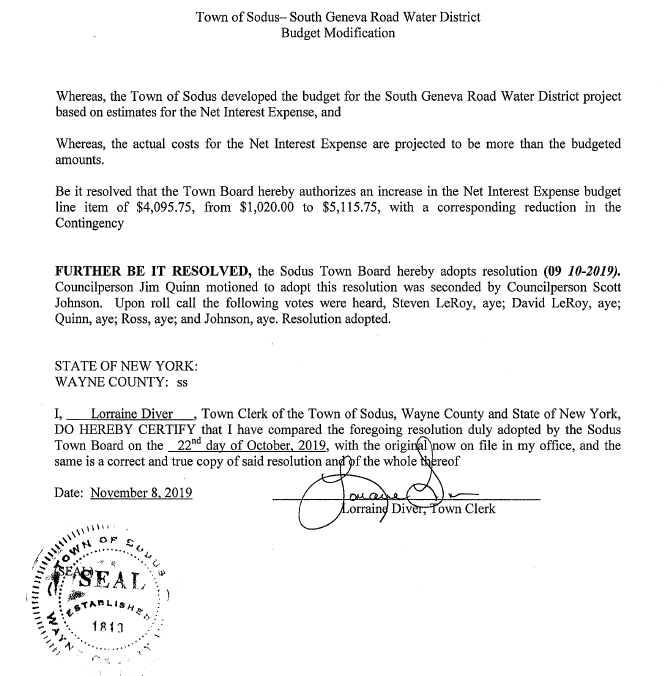 Town of Sodus– South Geneva Road Water District
Budget Modification
Whereas, the Town of Sodus developed the budget for the South Geneva Road Water District project
based on estimates for the Net Interest Expense, and
Whereas, the actual costs for the Net Interest Expense are projected to be more than the budgeted
amounts.
Be it resolved that the Town Board hereby authorizes an increase in the Net Interest Expense budget
line item of $4,095.75, from $1,020.00 to $5,115.75, with a corresponding reduction in the
Contingency
FURTHER BE IT RESOLVED, the Sodus Town Board hereby adopts resolution (09 10-2019).
Councilperson Jim Quinn motioned to adopt this resolution was seconded by Councilperson Scott
Johnson. Upon roll call the following votes were heard, Steven LeRoy, aye; David LeRoy, aye;
Quinn, aye; Ross, aye; and Johnson, aye. Resolution adopted.
STATE OF NEW YORK:
WAYNE COUNTY: ss
I, Lorraine Diver, Town Clerk of the Town of Sodus, Wayne County and State of New York,
DO HEREBY CERTIFY that I have compared the foregoing resolution duly adopted by the Sodus
Town Board on the 22nd day of October, 2019, with the original now on file in my office, and the
same is a correct and true copy of said resolution and of the whole thereof
Date: November 8, 2019
Lorraine Diver, Town Clerk
TOWN OF SODUS
SEAL
SEAL
ESTABLISHED
1813